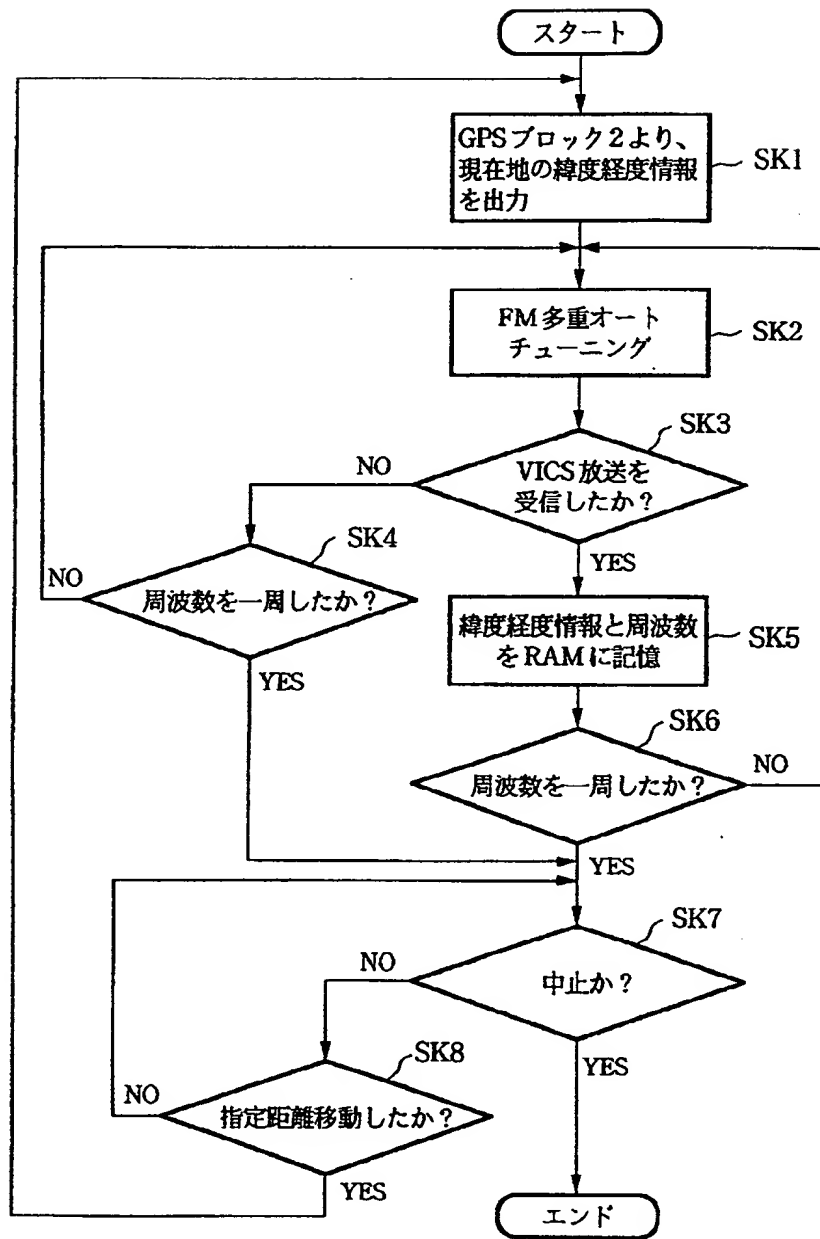 スタート
GPSブロック2より、
現在地の緯度経度情報
を出力
SK1
FM多重オート
チューニング
SK2
SK3
NO
VICS放送を
受信したか?
YES
SK4
NO
周波数を一周したか?
YES
緯度経度情報と周波数
をRAMに記憶
SK5
SK6
周波数を一周したか?
NO
YES
SK7
NO
中止か?
YES
SK8
NO
指定距離移動したか?
YES
エンド